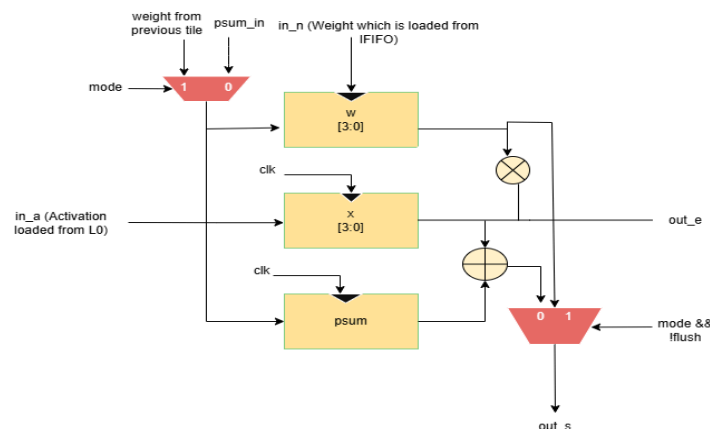 weight from
previous tile
psum_in
in_n (Weight which is loaded from
IFIFO)
mode
1 0
w
[3:0]
clk
in_a (Activation
loaded from L0)
x
[3:0]
out_e
clk
psum
0 1
mode &&
!flush
out_s